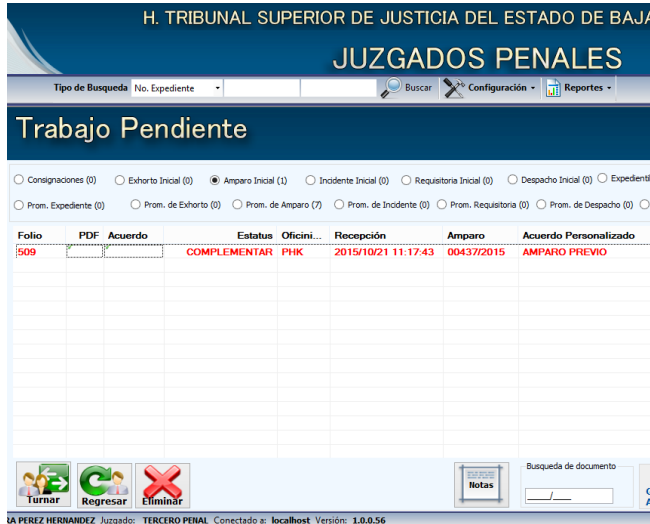 H. TRIBUNAL SUPERIOR DE JUSTICIA DEL ESTADO DE BAJA
JUZGADOS PENALES
Tipo de Busqueda No. Expediente Buscar Configuración Reportes
Trabajo Pendiente
Consignaciones (0) Exhorto Inicial (0) Amparo Inicial (1) Incidente Inicial (0) Requisitoria Inicial (0) Despacho Inicial (0) Expedienti
Prom. Expediente (0) Prom. de Exhorto (0) Prom. de Amparo (7) Prom. de Incidente (0) Prom. Requisitoria (0) Prom. de Despacho (0)
Folio PDF Acuerdo Estatus Oficini... Recepción Amparo Acuerdo Personalizado
509 COMPLEMENTAR PHK 2015/10/21 11:17:43 00437/2015 AMPARO PREVIO
Busqueda de documento
Turnar Regresar Eliminar Notas
__/__
RA PEREZ HERNANDEZ Juzgado: TERCERO PENAL Conectado a: localhost Versión: 1.0.0.56